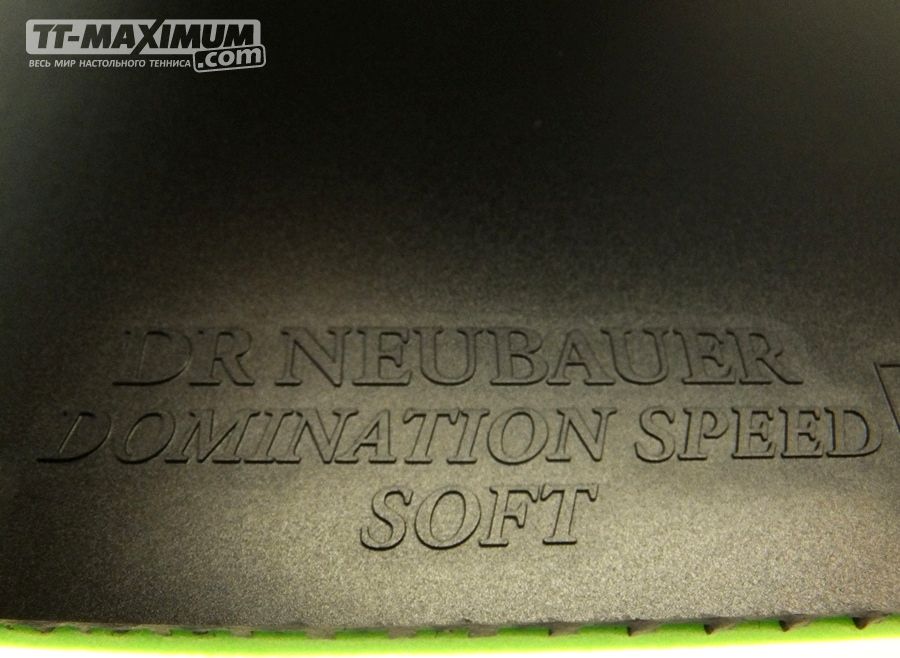 TT-MAXIMUM
.com
ВЕСЬ МИР НАСТОЛЬНОГО ТЕННИСА
DR NEUBAUER
DOMINATION SPEED
SOFT